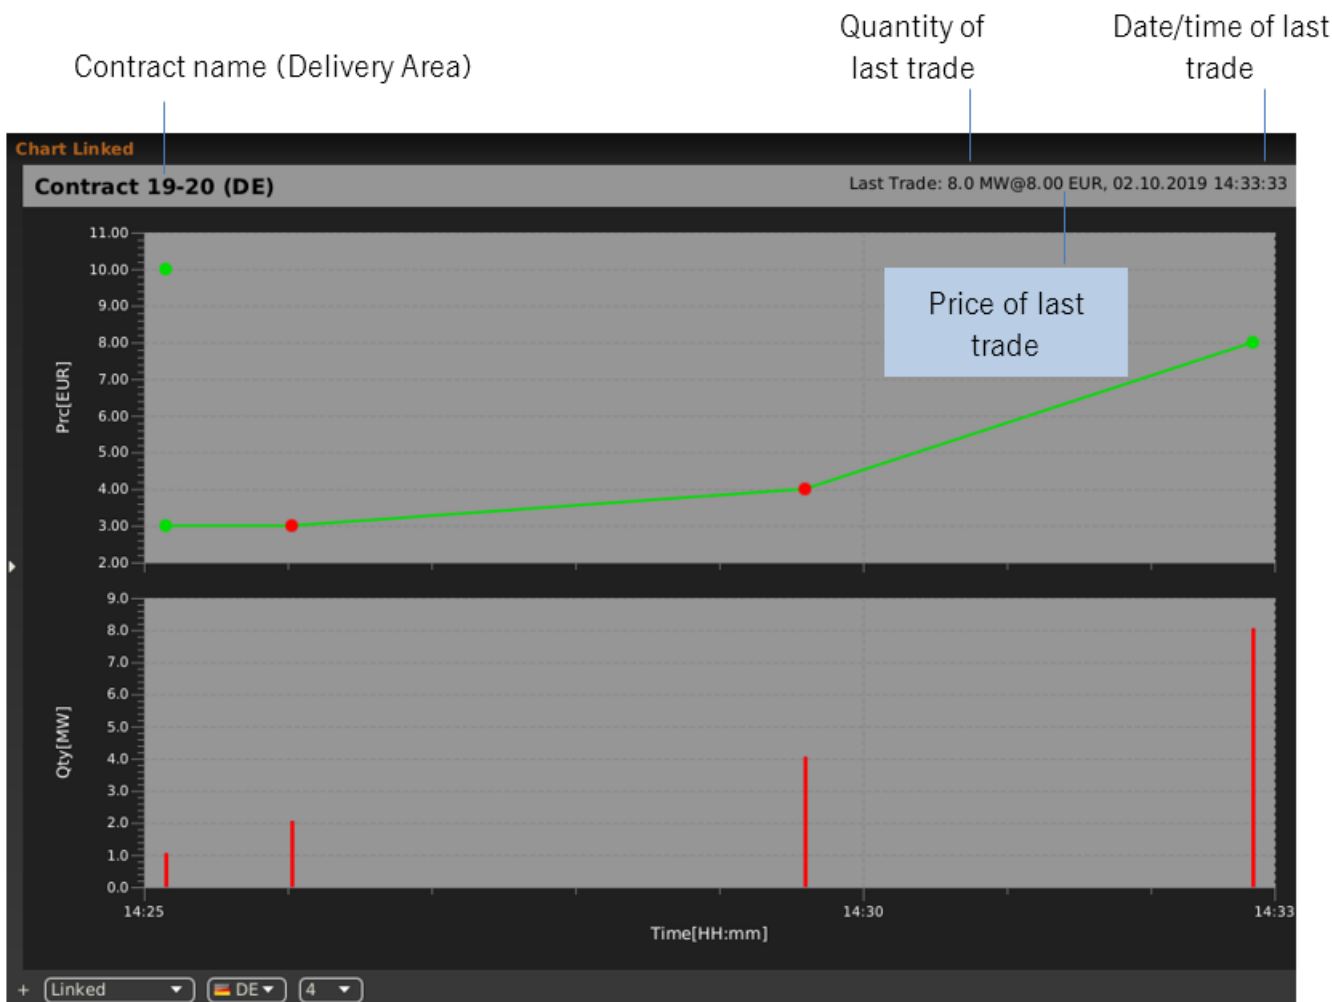 Quantity of
last trade
Date/time of last
trade
Contract name (Delivery Area)
Chart Linked
Contract 19-20 (DE)
Last Trade: 8.0 MW@8.00 EUR, 02.10.2019 14:33:33
Price of last
trade
11.00
10.00
9.00
8.00
7.00
6.00
5.00
4.00
3.00
2.00
Prc[EUR]
9.0
8.0
7.0
6.0
5.0
4.0
3.0
2.0
1.0
0.0
Qty[MW]
14:25
14:30
14:33
Time[HH:mm]
+ Linked DE 4